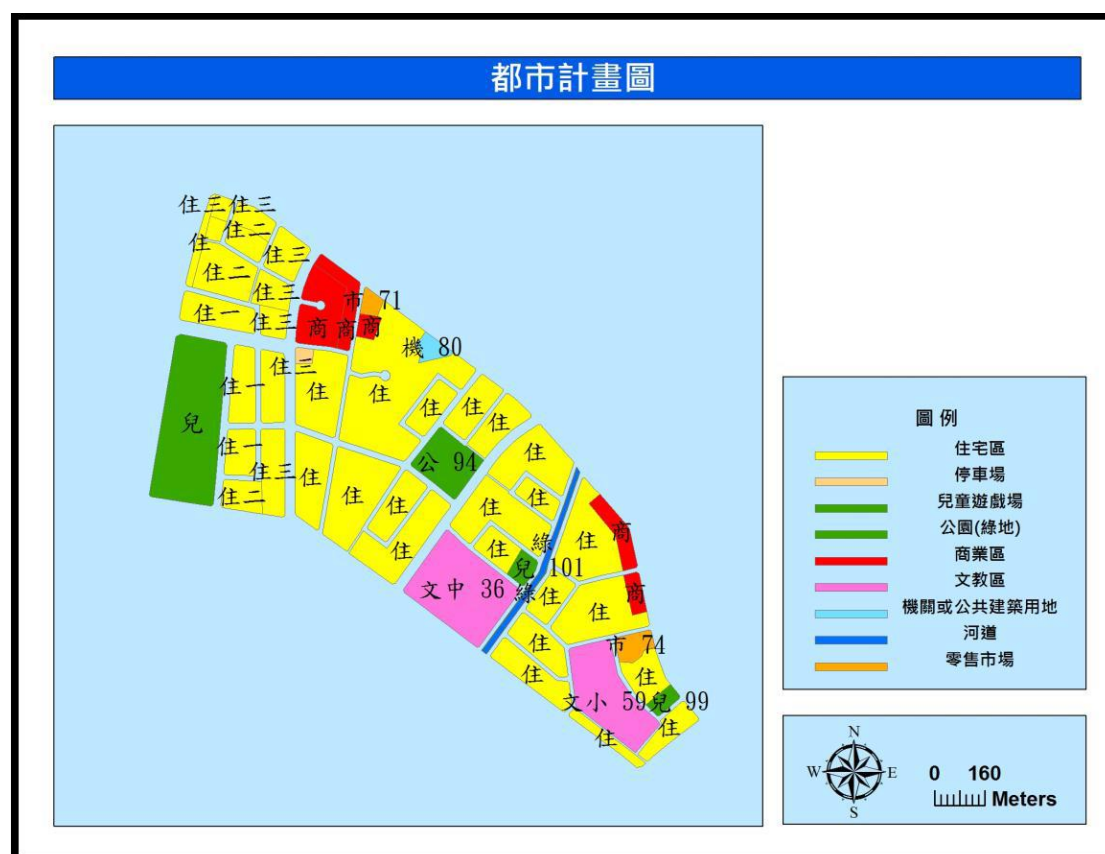 都市計畫圖
住三住三
住二
住
住三
住二
住三
市 71
住一
住三
商
商
商
機 80
住三
住一
住
住
住
住
住
兒
住一
公 94
住
住三
住
住二
住
住
住
住
住
綠
住
商
兒 101
文中 36
綠
住
住
商
住
市 74
住
住
文小 59
兒 99
住
住
圖例
住宅區
停車場
兒童遊戲場
公園(綠地)
商業區
文教區
機關或公共建築用地
河道
零售市場
N
W
E
S
0 160
Meters